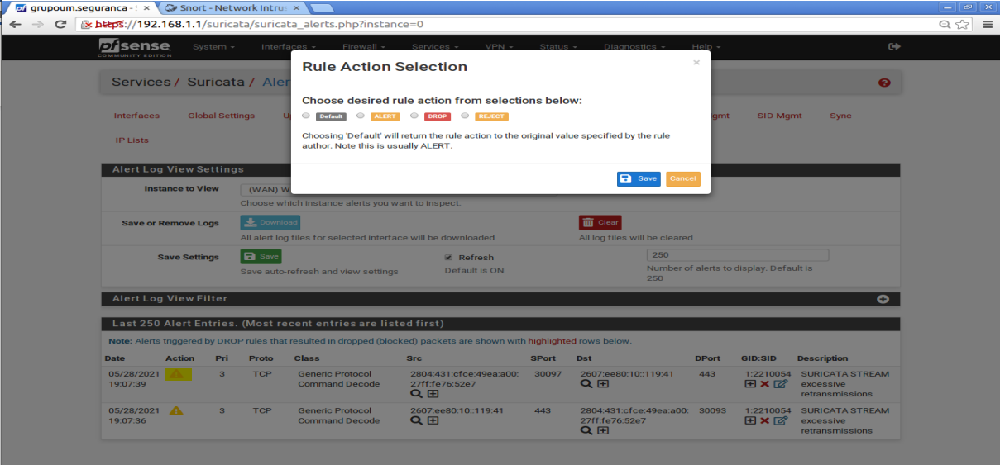 grupoum.seguranca - S
Snort - Network Intrus
https://192.168.1.1/suricata/suricata_alerts.php?instance=0
pfsense
COMMUNITY EDITION
System Interfaces Firewall Services VPN Status Diagnostics Help
Rule Action Selection ×
Services / Suricata / Aler
Choose desired rule action from selections below:
Default ALERT DROP REJECT
Choosing 'Default' will return the rule action to the original value specified by the rule
author. Note this is usually ALERT.
Save Cancel
Interfaces Global Settings U gmt SID Mgmt Sync
IP Lists
Alert Log View Settings
Instance to View (WAN) W
Choose which instance alerts you want to inspect.
Save or Remove Logs Download Clear
All alert log files for selected interface will be downloaded All log files will be cleared
Save Settings Save Refresh 250
Save auto-refresh and view settings Default is ON Number of alerts to display. Default is
250
Alert Log View Filter
Last 250 Alert Entries. (Most recent entries are listed first)
Note: Alerts triggered by DROP rules that resulted in dropped (blocked) packets are shown with highlighted rows below.
Date Action Pri Proto Class Src SPort Dst DPort GID:SID Description
05/28/2021 3 TCP Generic Protocol 2804:431:cfce:49ea:a00: 30097 2607:ee80:10::119:41 443 1:2210054 SURICATA STREAM
19:07:39 Command Decode 27ff:fe76:52e7 excessive
retransmissions
05/28/2021 3 TCP Generic Protocol 2607:ee80:10::119:41 443 2804:431:cfce:49ea:a00: 30093 1:2210054 SURICATA STREAM
19:07:36 Command Decode 27ff:fe76:52e7 excessive
retransmissions